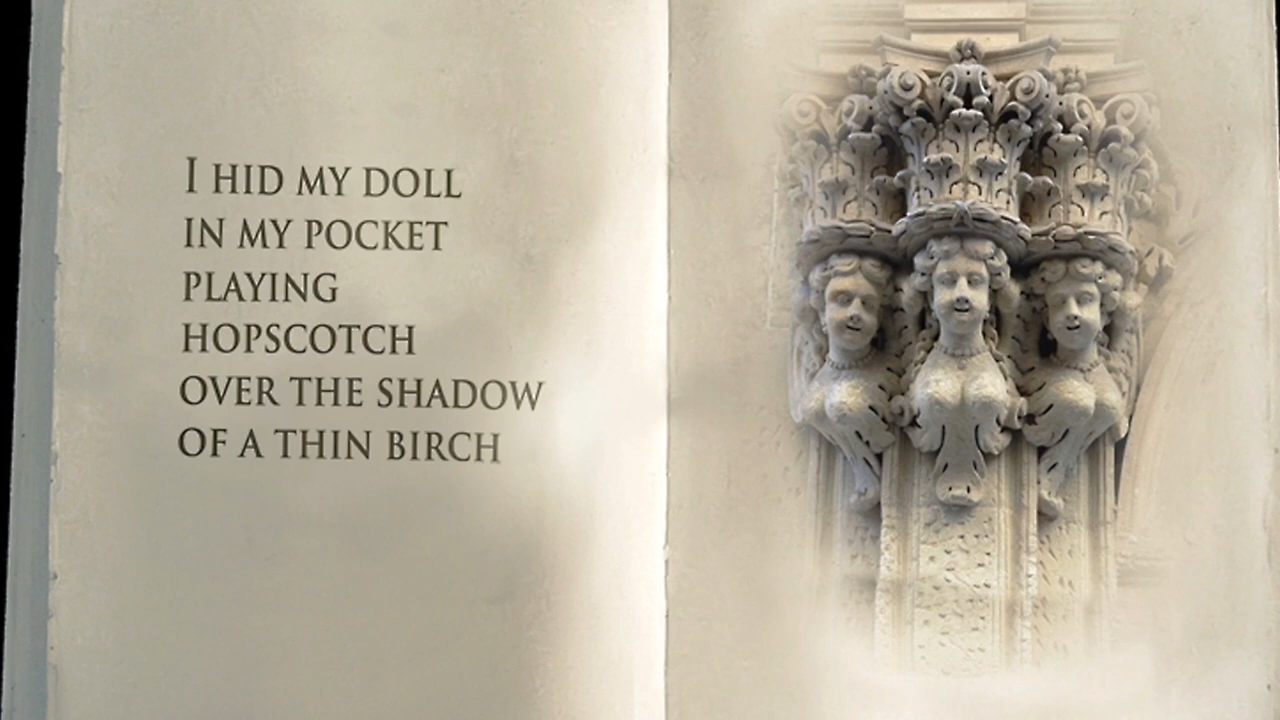 I HID MY DOLL
IN MY POCKET
PLAYING
HOPSCOTCH
OVER THE SHADOW
OF A THIN BIRCH